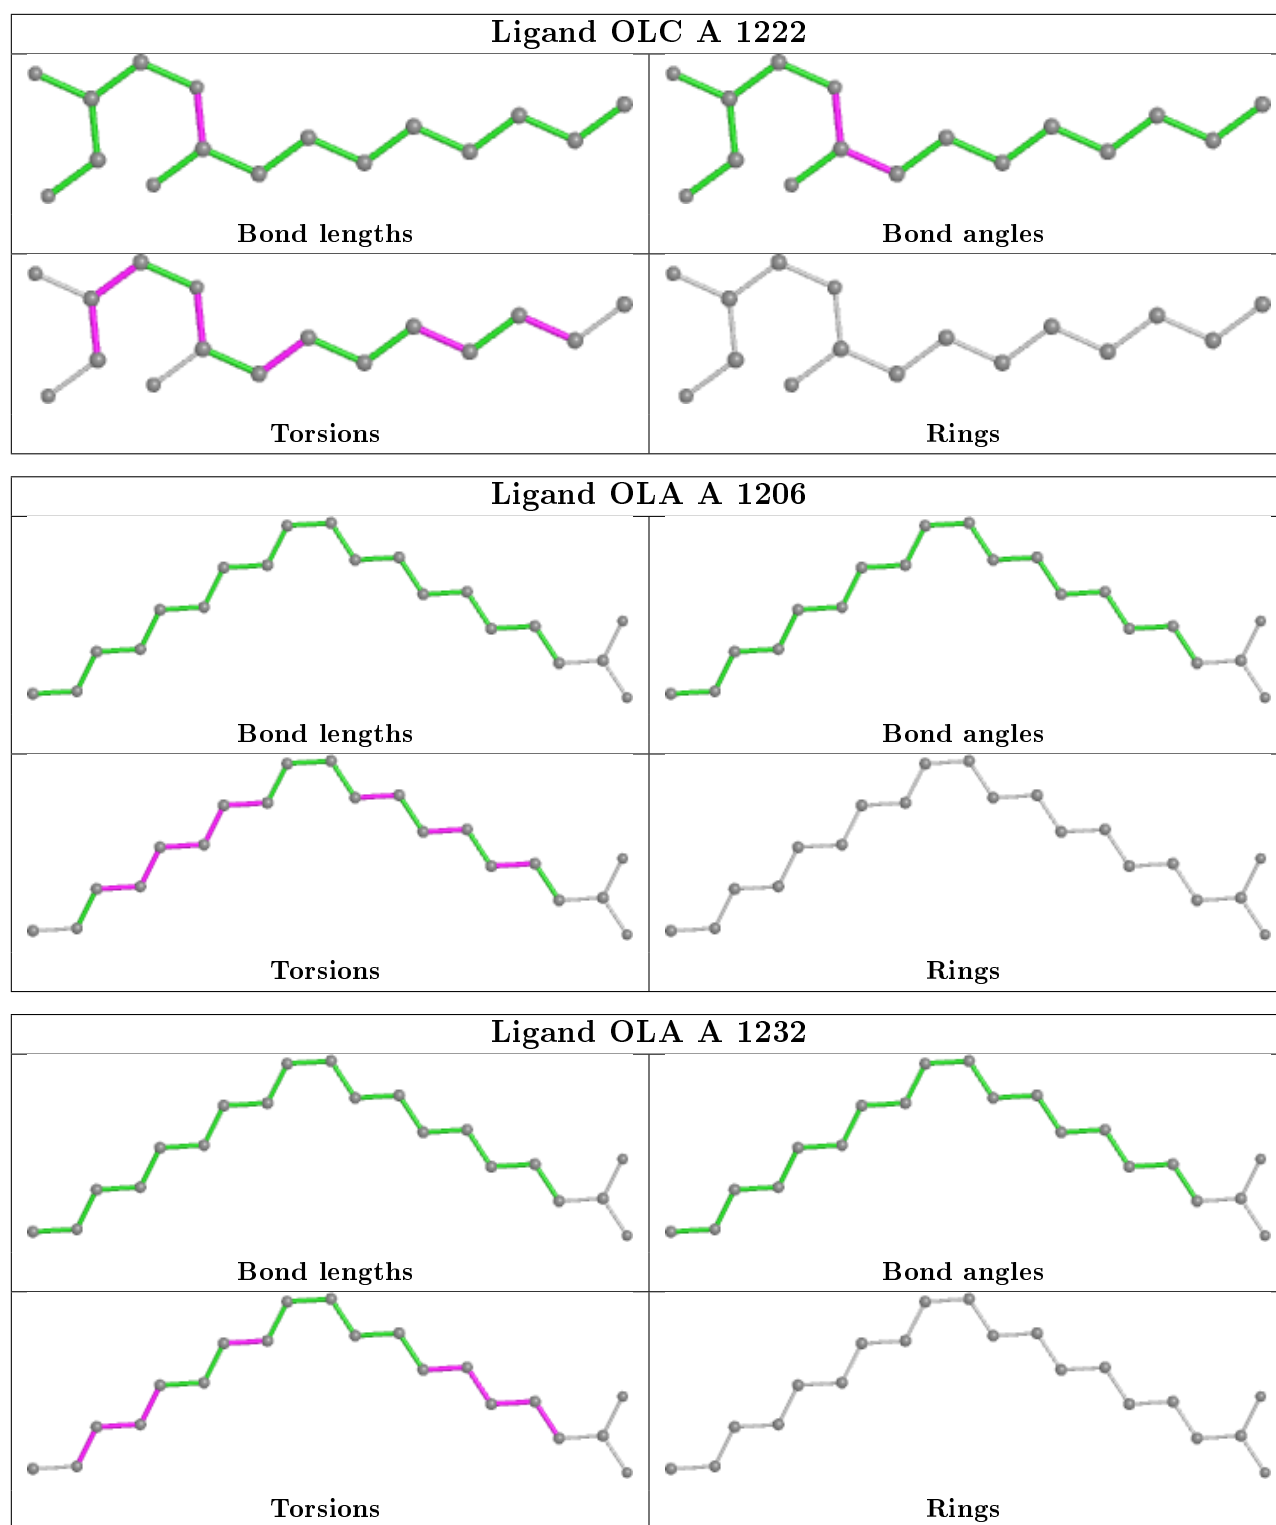 Ligand OLC A 1222
Bond lengths
Bond angles
Torsions
Rings
Ligand OLA A 1206
Bond lengths
Bond angles
Torsions
Rings
Ligand OLA A 1232
Bond lengths
Bond angles
Torsions
Rings